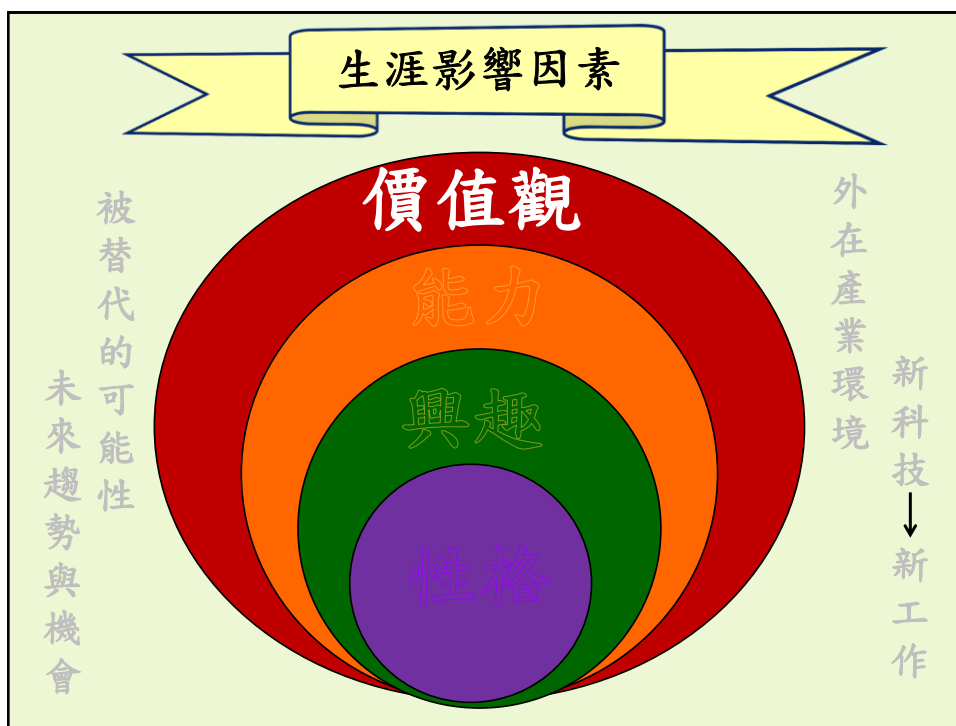 生涯影響因素
價值觀
能力
興趣
性格
被替代的可能性
未來趨勢與機會
外在產業環境
新科技
新工作